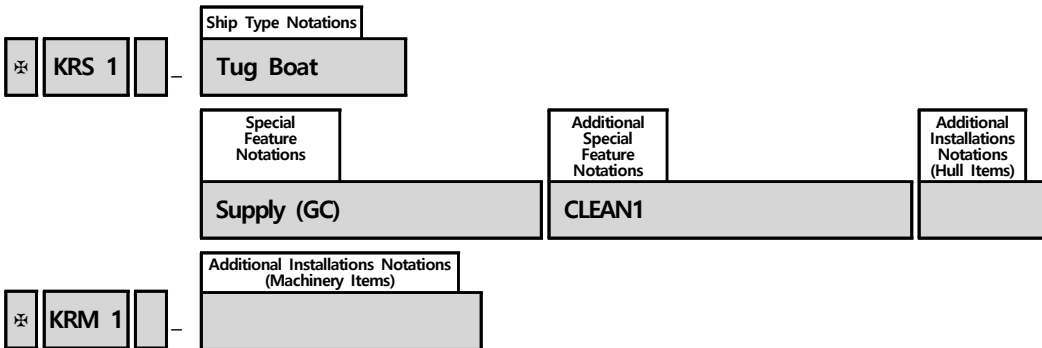 Ship Type Notations
✠ KRS 1 _ Tug Boat
Special
Feature
Notations
Additional
Special
Feature
Notations
Additional
Installations
Notations
(Hull Items)
Supply (GC) CLEAN1
Additional Installations Notations
(Machinery Items)
✠ KRM 1 _